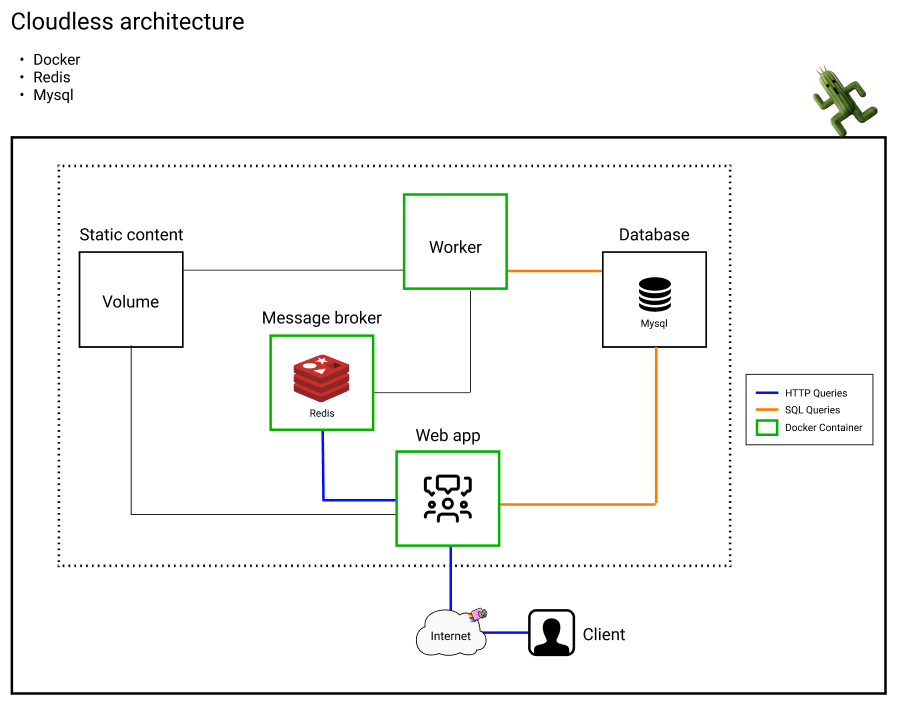 Cloudless architecture
• Docker
• Redis
• Mysql
Static content
Volume
Worker
Database
Mysql
Message broker
Redis
Web app
HTTP Queries
SQL Queries
Docker Container
Internet
Client